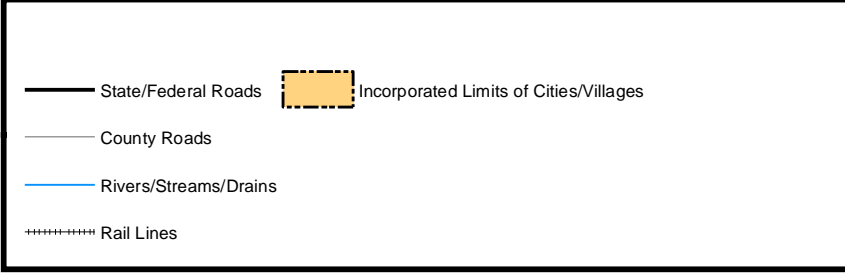 State/Federal Roads
Incorporated Limits of Cities/Villages
County Roads
Rivers/Streams/Drains
Rail Lines